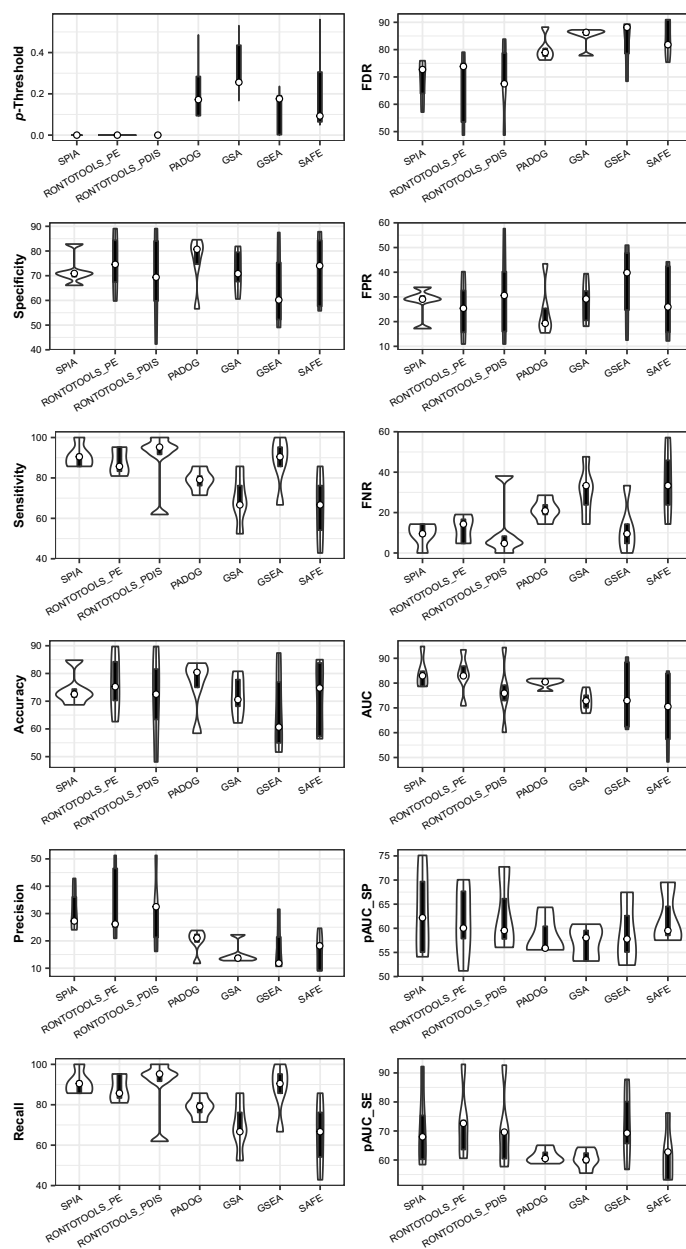 p-Threshold
0.4
0.2
0.0
SPIA
RONTOTOOLS_PE
RONTOTOOLS_PDIS
PADOG
GSA
GSEA
SAFE
FDR
90
80
70
60
50
SPIA
RONTOTOOLS_PE
RONTOTOOLS_PDIS
PADOG
GSA
GSEA
SAFE
Specificity
90
80
70
60
50
40
SPIA
RONTOTOOLS_PE
RONTOTOOLS_PDIS
PADOG
GSA
GSEA
SAFE
FPR
60
50
40
30
20
10
SPIA
RONTOTOOLS_PE
RONTOTOOLS_PDIS
PADOG
GSA
GSEA
SAFE
Sensitivity
100
80
60
40
SPIA
RONTOTOOLS_PE
RONTOTOOLS_PDIS
PADOG
GSA
GSEA
SAFE
FNR
60
40
20
0
SPIA
RONTOTOOLS_PE
RONTOTOOLS_PDIS
PADOG
GSA
GSEA
SAFE
Accuracy
90
80
70
60
50
SPIA
RONTOTOOLS_PE
RONTOTOOLS_PDIS
PADOG
GSA
GSEA
SAFE
AUC
90
80
70
60
50
SPIA
RONTOTOOLS_PE
RONTOTOOLS_PDIS
PADOG
GSA
GSEA
SAFE
Precision
50
40
30
20
10
SPIA
RONTOTOOLS_PE
RONTOTOOLS_PDIS
PADOG
GSA
GSEA
SAFE
pAUC_SP
75
70
65
60
55
50
SPIA
RONTOTOOLS_PE
RONTOTOOLS_PDIS
PADOG
GSA
GSEA
SAFE
Recall
100
80
60
40
SPIA
RONTOTOOLS_PE
RONTOTOOLS_PDIS
PADOG
GSA
GSEA
SAFE
pAUC_SE
90
80
70
60
SPIA
RONTOTOOLS_PE
RONTOTOOLS_PDIS
PADOG
GSA
GSEA
SAFE